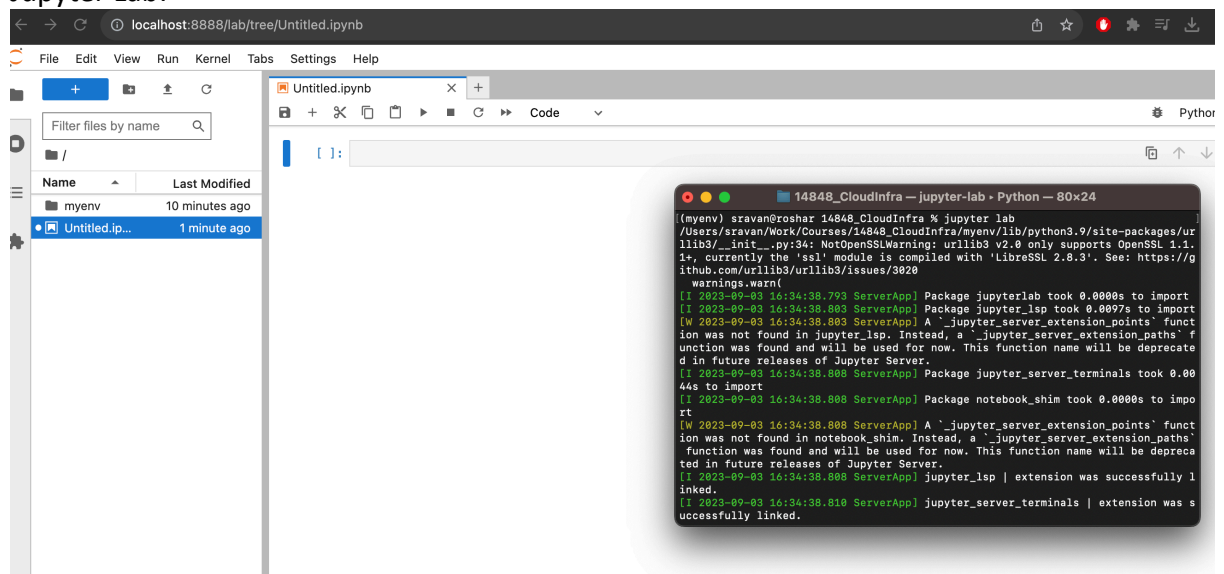 Jupyter Lab:
localhost:8888/lab/tree/Untitled.ipynb
File Edit View Run Kernel Tabs Settings Help
+
Filter files by name
/
Name Last Modified
myenv 10 minutes ago
Untitled.ip... 1 minute ago
Untitled.ipynb × +
Code
Python
[ ]:
14848_CloudInfra — jupyter-lab ▸ Python — 80×24
[(myenv) sravan@roshar 14848_CloudInfra % jupyter lab ]
/Users/sravan/Work/Courses/14848_CloudInfra/myenv/lib/python3.9/site-packages/ur
llib3/__init__.py:34: NotOpenSSLWarning: urllib3 v2.0 only supports OpenSSL 1.1.
1+, currently the 'ssl' module is compiled with 'LibreSSL 2.8.3'. See: https://g
ithub.com/urllib3/urllib3/issues/3020
warnings.warn(
[I 2023-09-03 16:34:38.793 ServerApp] Package jupyterlab took 0.0000s to import
[I 2023-09-03 16:34:38.803 ServerApp] Package jupyter_lsp took 0.0097s to import
[W 2023-09-03 16:34:38.803 ServerApp] A `_jupyter_server_extension_points` funct
ion was not found in jupyter_lsp. Instead, a `_jupyter_server_extension_paths` f
unction was found and will be used for now. This function name will be deprecate
d in future releases of Jupyter Server.
[I 2023-09-03 16:34:38.808 ServerApp] Package jupyter_server_terminals took 0.00
44s to import
[I 2023-09-03 16:34:38.808 ServerApp] Package notebook_shim took 0.0000s to impo
rt
[W 2023-09-03 16:34:38.808 ServerApp] A `_jupyter_server_extension_points` funct
ion was not found in notebook_shim. Instead, a `_jupyter_server_extension_paths`
function was found and will be used for now. This function name will be depreca
ted in future releases of Jupyter Server.
[I 2023-09-03 16:34:38.808 ServerApp] jupyter_lsp | extension was successfully l
inked.
[I 2023-09-03 16:34:38.810 ServerApp] jupyter_server_terminals | extension was s
uccessfully linked.